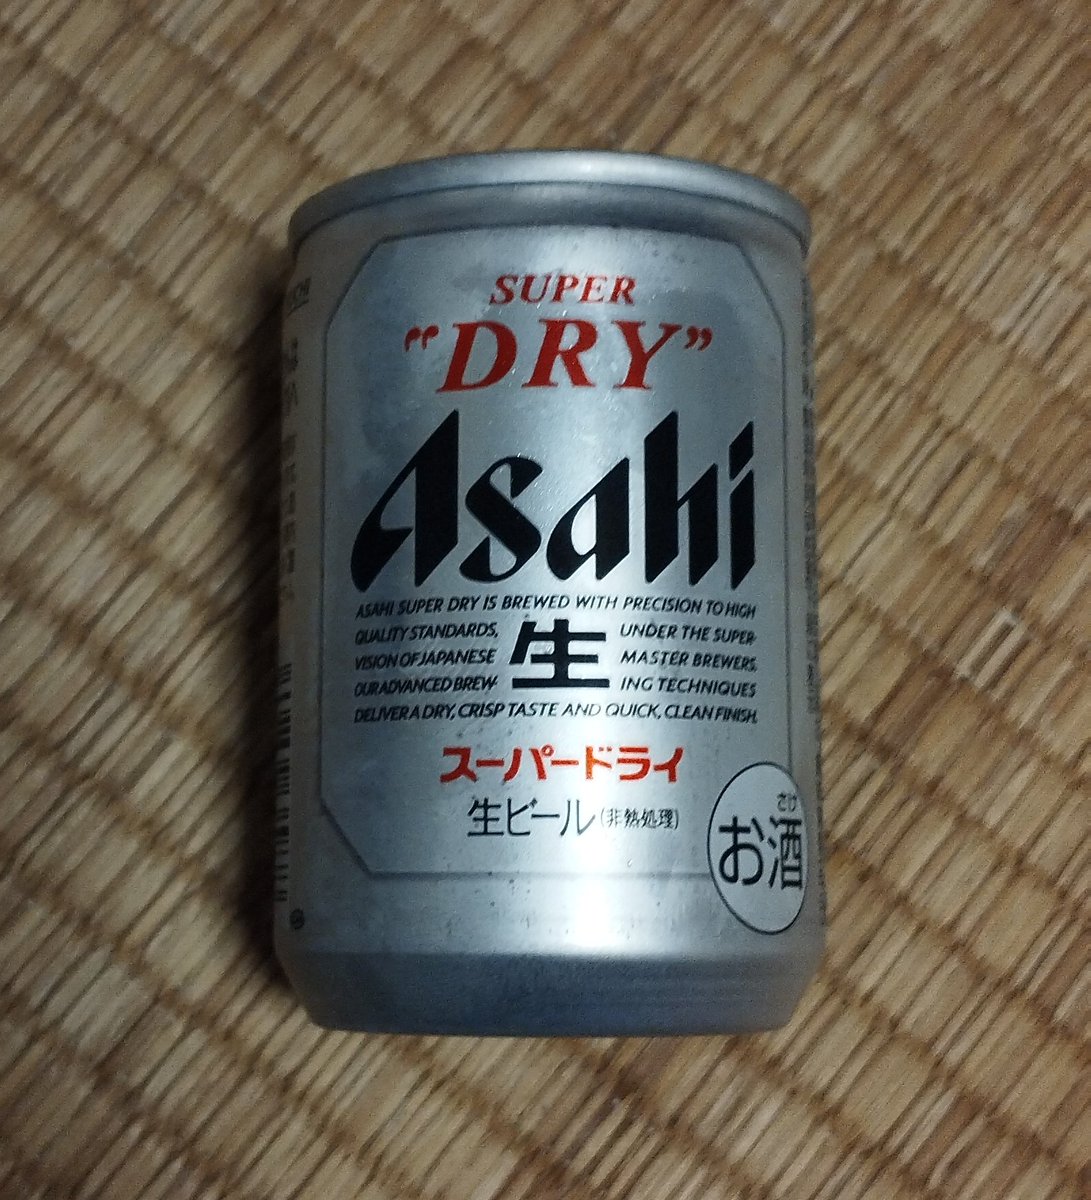 SUPER
"DRY"
Asahi
ASAHI SUPER DRY IS BREWED WITH PRECISION TO HIGH
QUALITY STANDARDS, UNDER THE SUPER-
VISION OF JAPANESE 生 MASTER BREWERS.
OUR ADVANCED BREW- ING TECHNIQUES
DELIVER A DRY, CRISP TASTE AND QUICK, CLEAN FINISH.
スーパードライ
生ビール(非熱処理)
さけ
お酒